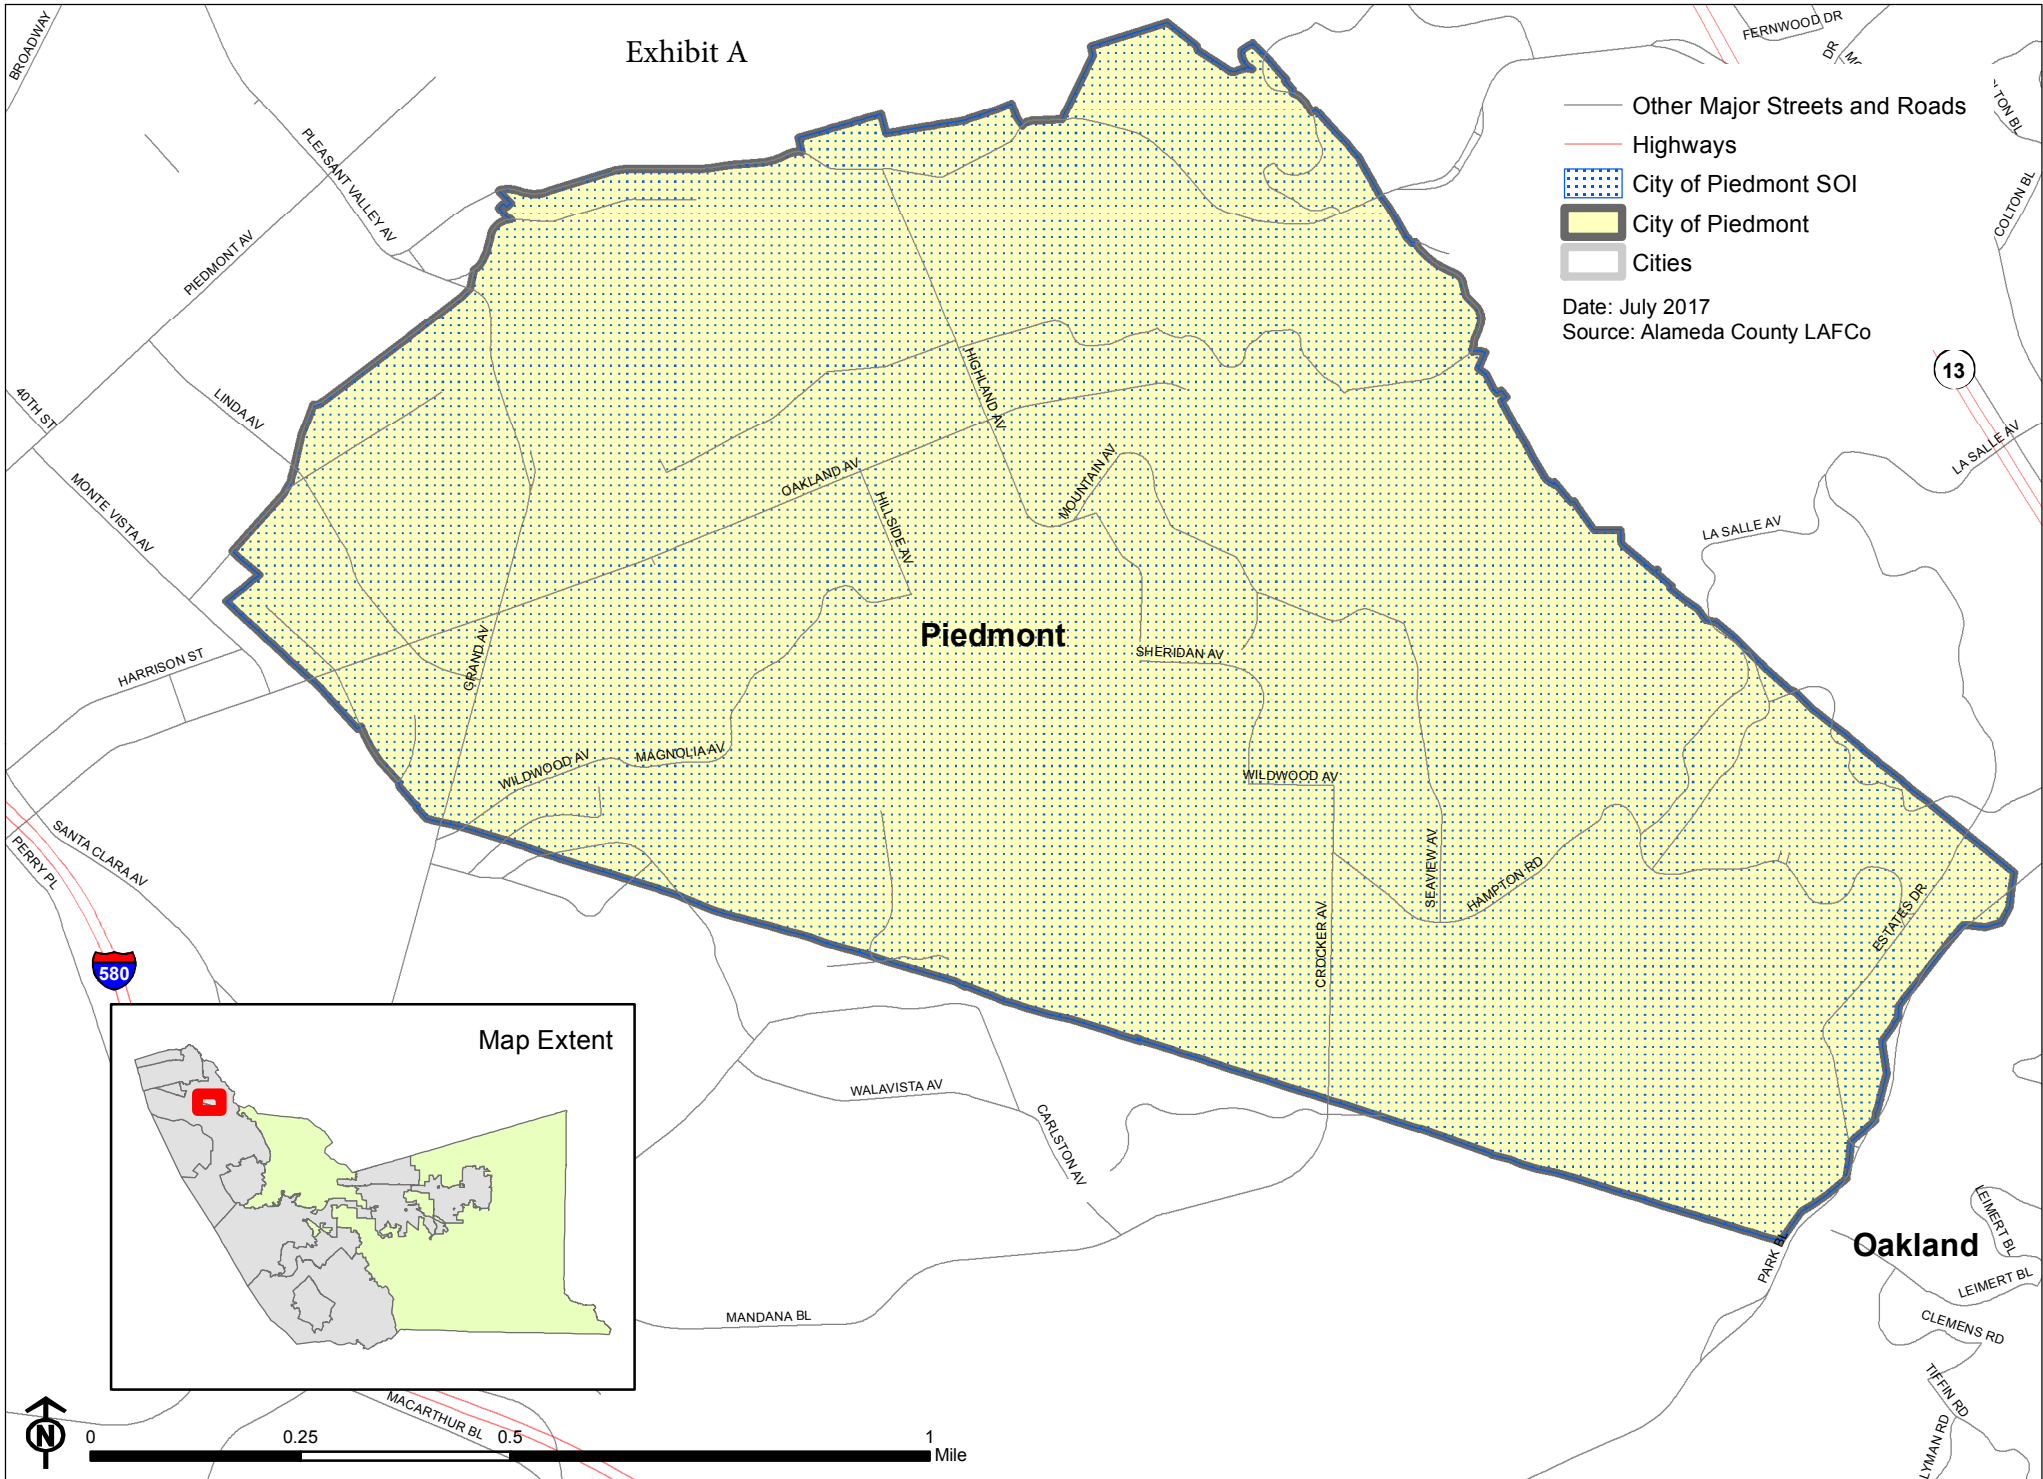 Exhibit A
BROADWAY
FERNWOOD DR
DR
COLTON BL
Other Major Streets and Roads
Highways
City of Piedmont SOI
City of Piedmont
Cities
Date: July 2017
Source: Alameda County LAFCo
13
PLEASANT VALLEY AV
PIEDMONT AV
40TH ST
LINDA AV
MONTE VISTA AV
HARRISON ST
HIGHLAND AV
OAKLAND AV
HILLSIDE AV
MOUNTAIN AV
LA SALLE AV
LA SALLE AV
Piedmont
GRAND AV
SHERIDAN AV
WILDWOOD AV
MAGNOLIA AV
WILDWOOD AV
SANTA CLARA AV
PERRY PL
SEAVIEW AV
HAMPTON RD
CROCKER AV
ESTATES DR
580
Map Extent
WALAVISTA AV
CARLSTON AV
MANDANA BL
PARK BL
Oakland
LEIMERT BL
LEIMERT BL
CLEMENS RD
TIFFIN RD
LYMAN RD
MACARTHUR BL
N
0 0.25 0.5 1
Mile